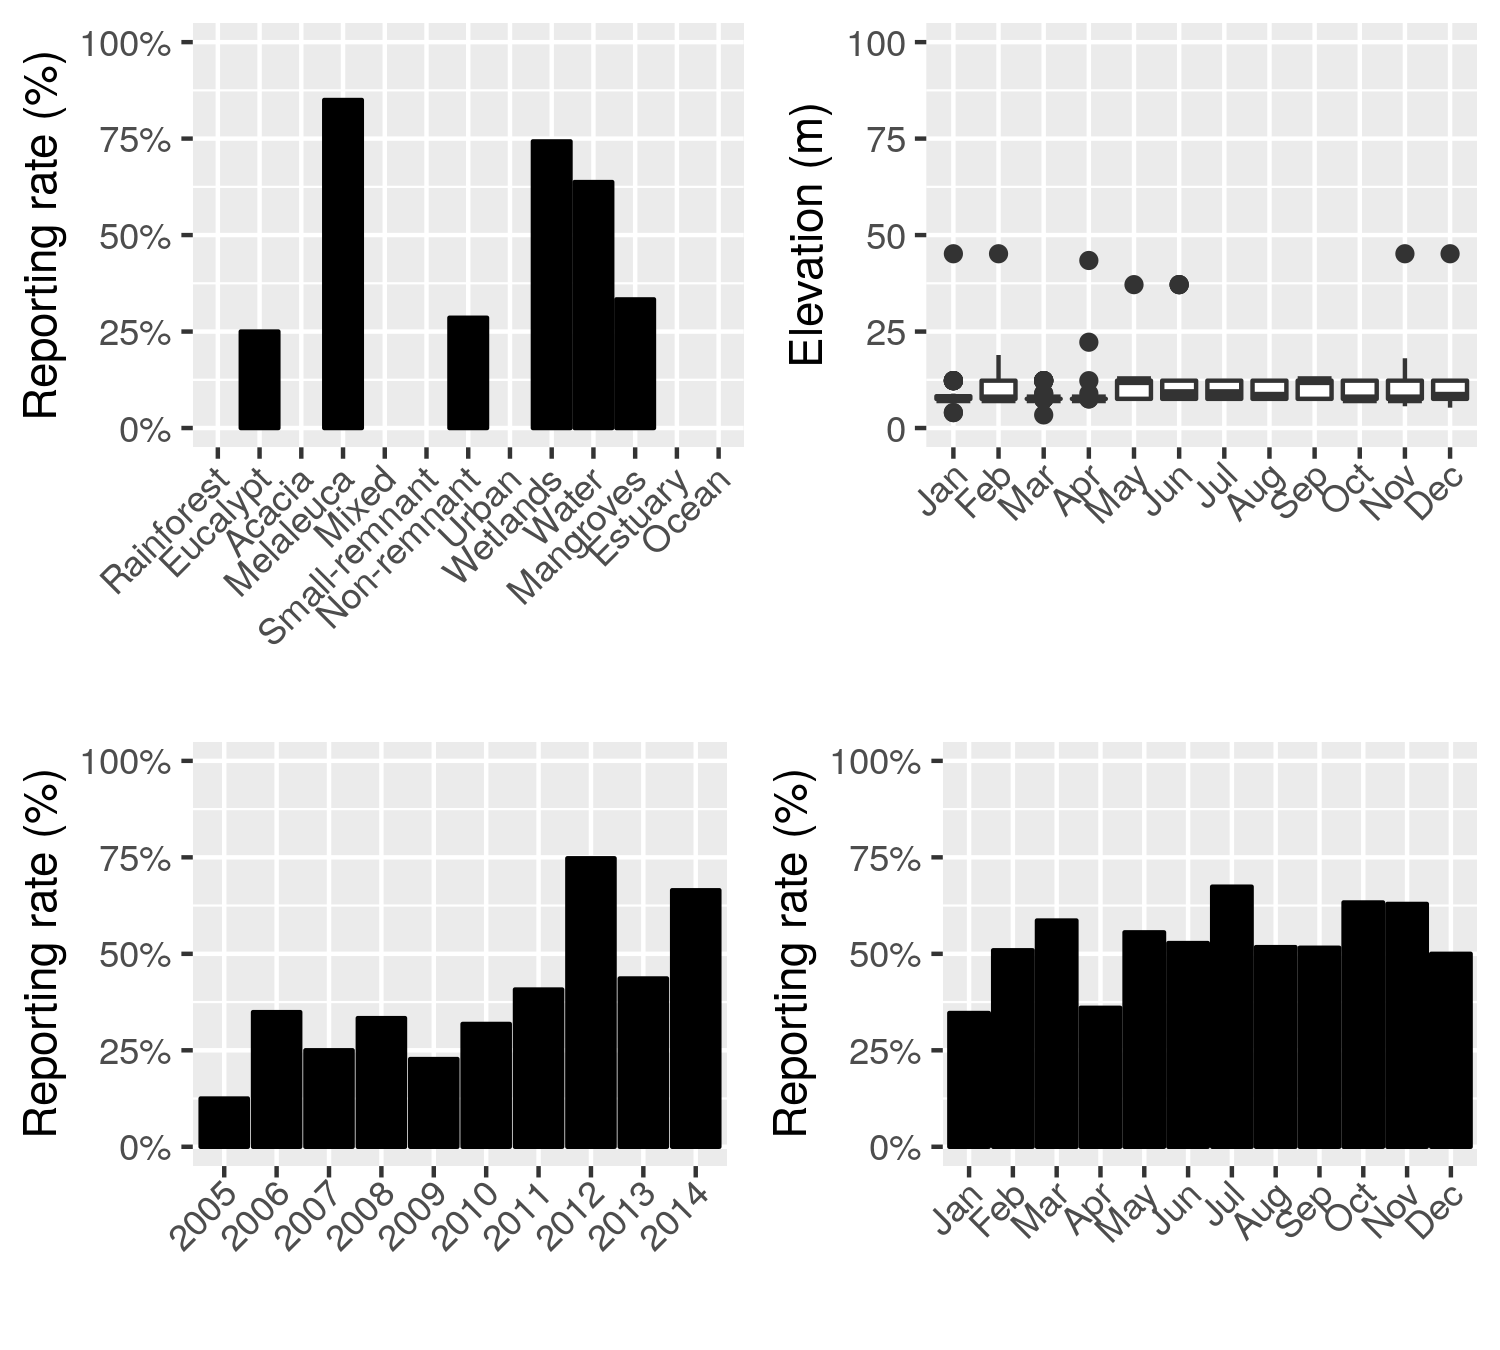 Reporting rate (%)
100%
75%
50%
25%
0%
Rainforest
Eucalypt
Acacia
Melaleuca
Mixed
Small-remnant
Non-remnant
Urban
Wetlands
Water
Mangroves
Estuary
Ocean
Elevation (m)
100
75
50
25
0
Jan
Feb
Mar
Apr
May
Jun
Jul
Aug
Sep
Oct
Nov
Dec
Reporting rate (%)
100%
75%
50%
25%
0%
2005
2006
2007
2008
2009
2010
2011
2012
2013
2014
Reporting rate (%)
100%
75%
50%
25%
0%
Jan
Feb
Mar
Apr
May
Jun
Jul
Aug
Sep
Oct
Nov
Dec